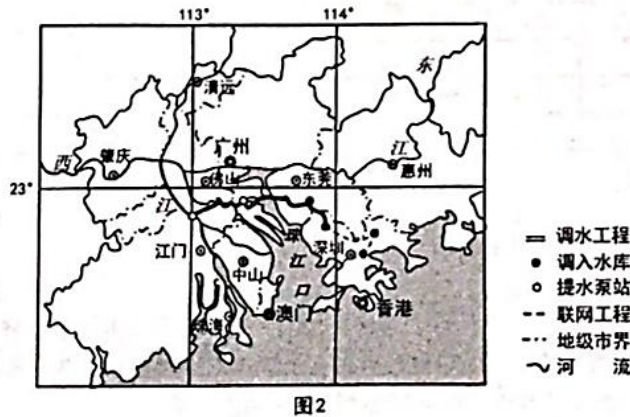 113° 114°
清远
东
广州
江
西
肇庆
惠州
佛山
东莞
23°
江
珠
深圳
江门
江
中山
口
香港
澳门
珠海
调水工程
调入水库
提水泵站
联网工程
地级市界
河 流
图2